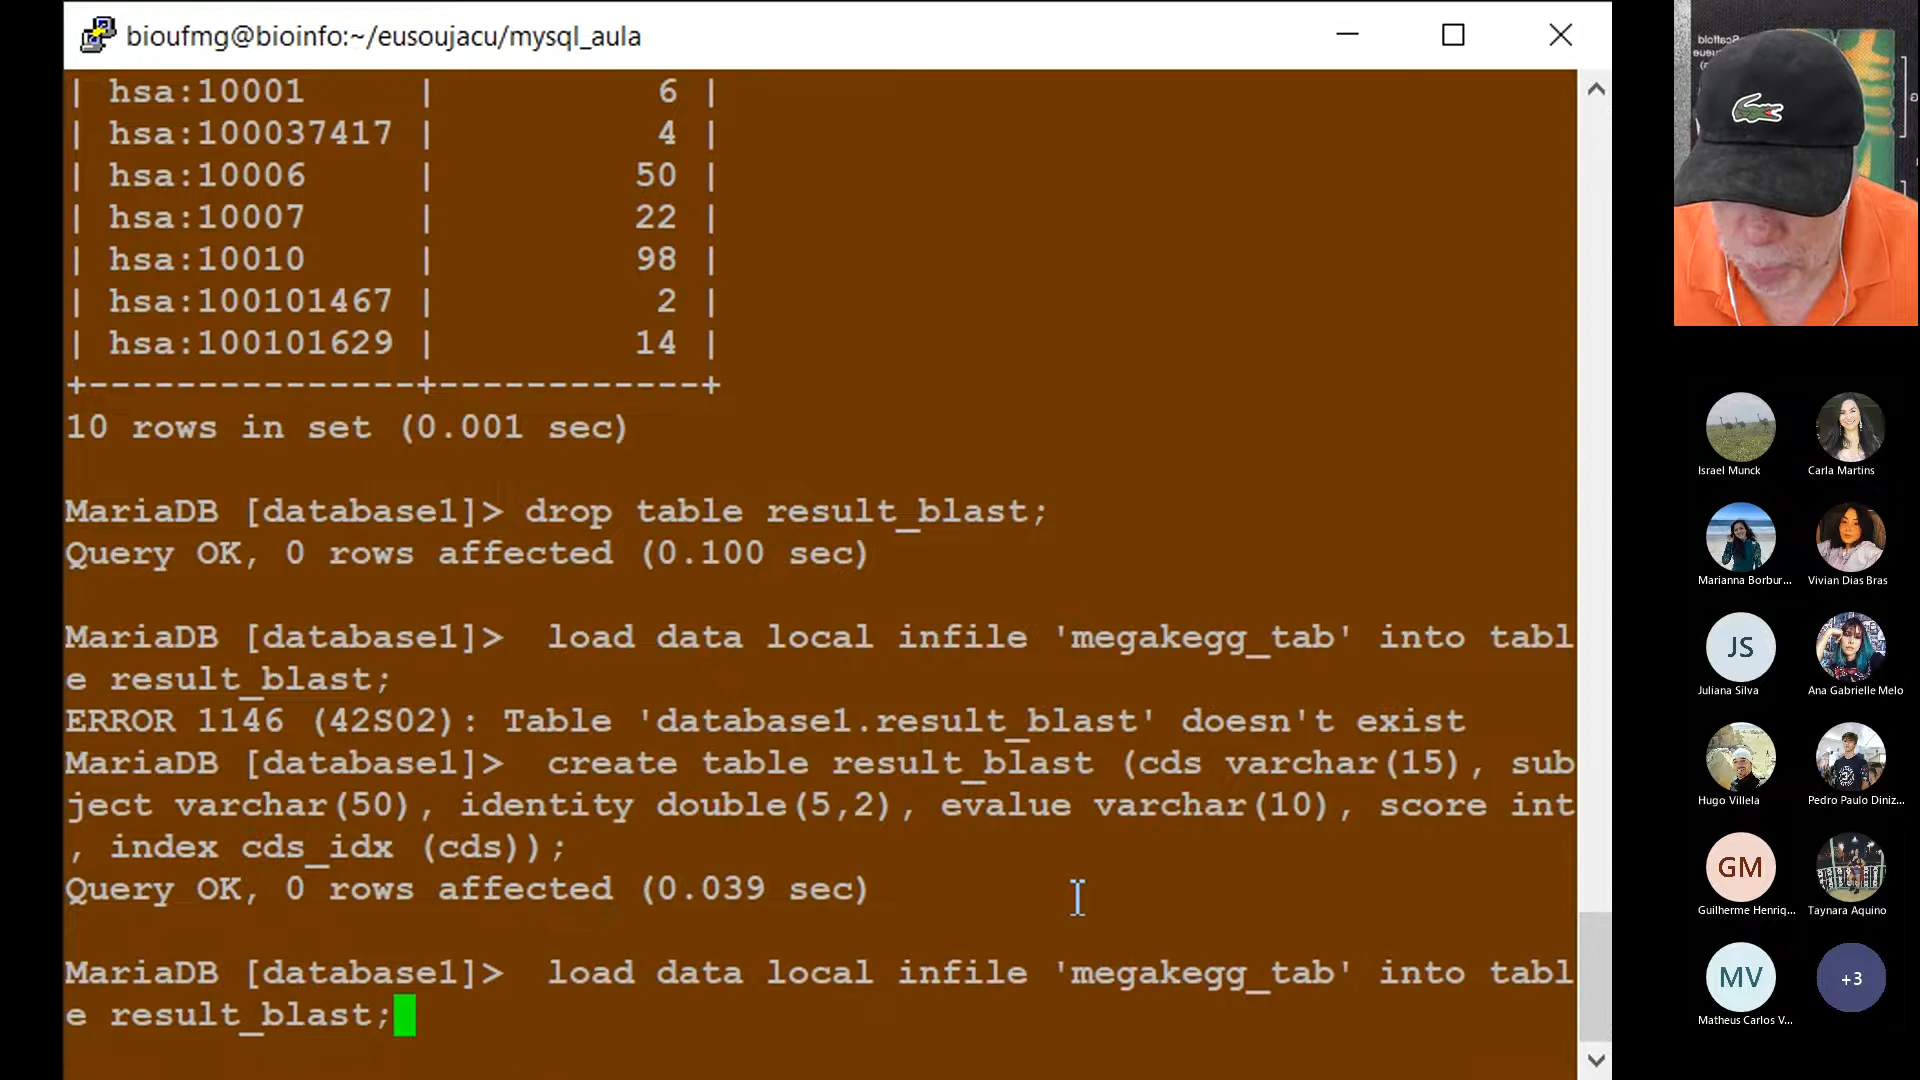 bioufmg@bioinfo:~/eusoujacu/mysql_aula
| hsa:10001 | 6 |
| hsa:100037417 | 4 |
| hsa:10006 | 50 |
| hsa:10007 | 22 |
| hsa:10010 | 98 |
| hsa:100101467 | 2 |
| hsa:100101629 | 14 |
+---------------+------------+
10 rows in set (0.001 sec)
MariaDB [database1]> drop table result_blast;
Query OK, 0 rows affected (0.100 sec)
MariaDB [database1]>  load data local infile 'megakegg_tab' into tabl
e result_blast;
ERROR 1146 (42S02): Table 'database1.result_blast' doesn't exist
MariaDB [database1]>  create table result_blast (cds varchar(15), sub
ject varchar(50), identity double(5,2), evalue varchar(10), score int
, index cds_idx (cds));
Query OK, 0 rows affected (0.039 sec)
MariaDB [database1]>  load data local infile 'megakegg_tab' into tabl
e result_blast;
Scaffold
Israel Munck
Carla Martins
Marianna Borbur...
Vivian Dias Bras
JS
Juliana Silva
Ana Gabrielle Melo
Hugo Villela
Pedro Paulo Diniz...
GM
Guilherme Henriq...
Taynara Aquino
MV
Matheus Carlos V...
+3